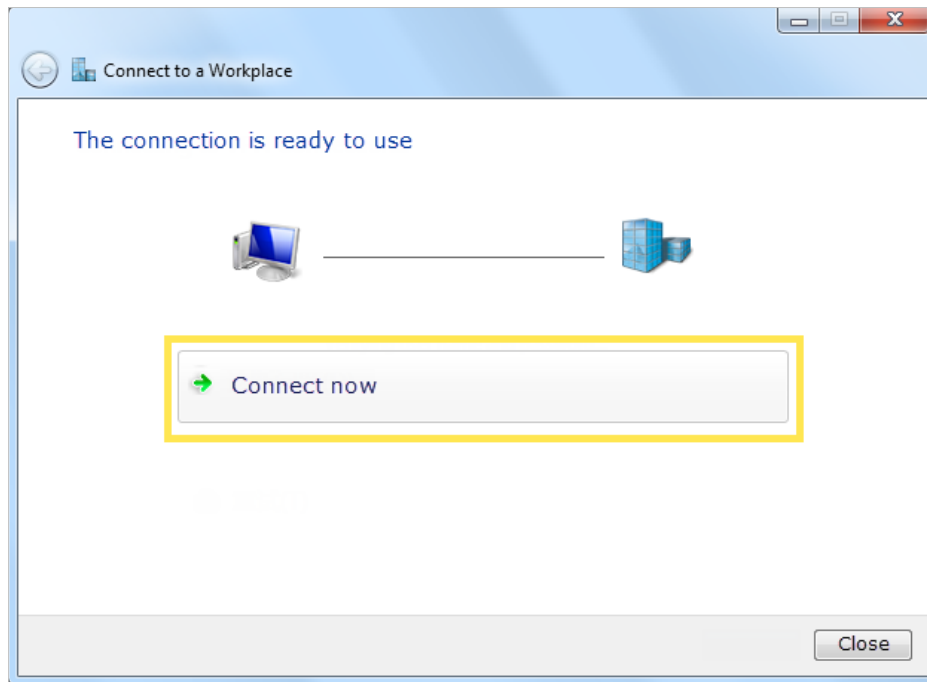 Connect to a Workplace
The connection is ready to use
Connect now
Close